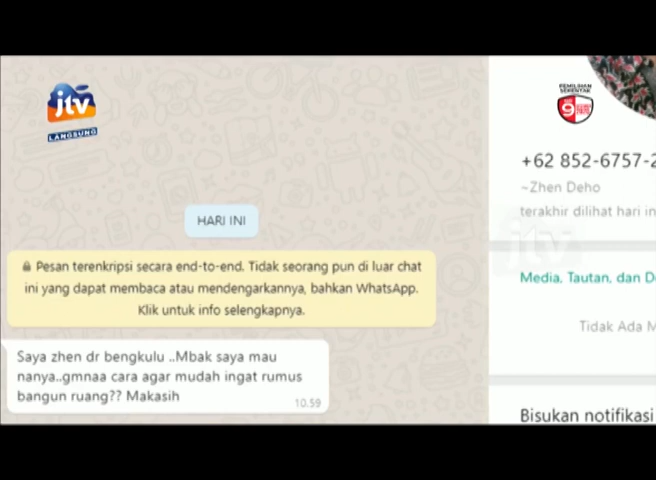 jtv
LANGSUNG
PEMILIHAN
SERENTAK
9
+62 852-6757-2
~Zhen Deho
terakhir dilihat hari in
HARI INI
Pesan terenkripsi secara end-to-end. Tidak seorang pun di luar chat
ini yang dapat membaca atau mendengarkannya, bahkan WhatsApp.
Klik untuk info selengkapnya.
jtv
Media, Tautan, dan D
Tidak Ada M
Saya zhen dr bengkulu ..Mbak saya mau
nanya..gmnaa cara agar mudah ingat rumus
bangun ruang?? Makasih
10.59
Bisukan notifikasi